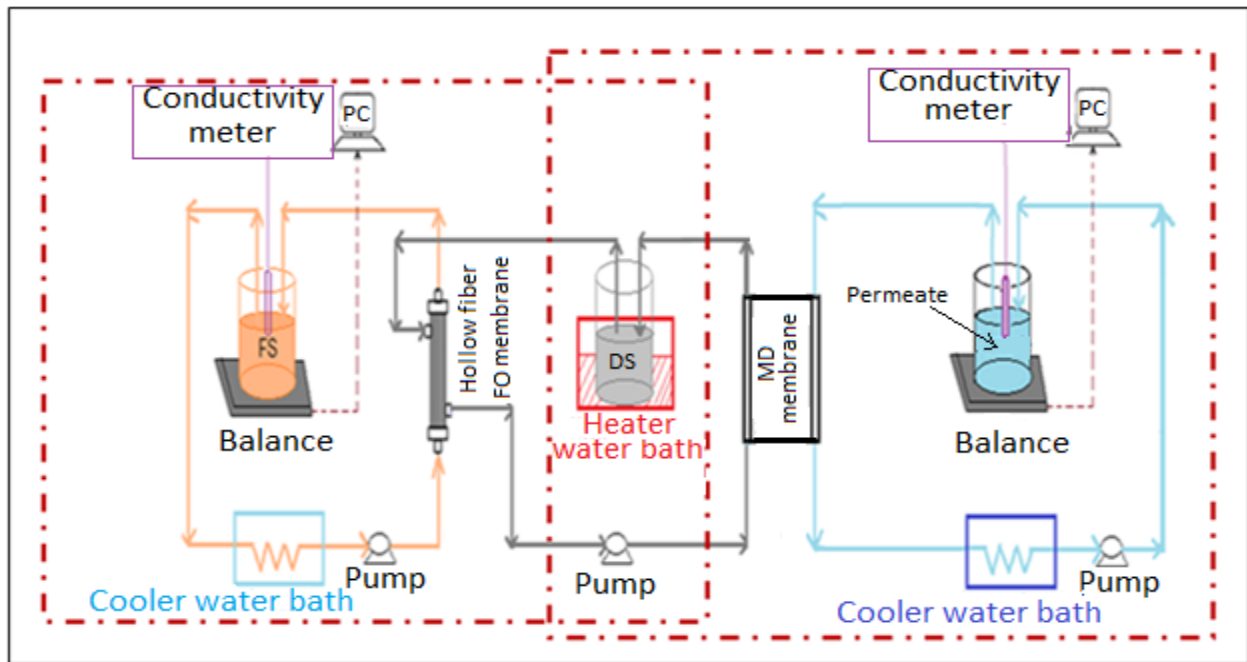 Conductivity
meter
PC
FS
Balance
Hollow fiber
FO membrane
Cooler water bath
Pump
DS
Heater
water bath
Pump
MD
membrane
Conductivity
meter
PC
Permeate
Balance
Cooler water bath
Pump